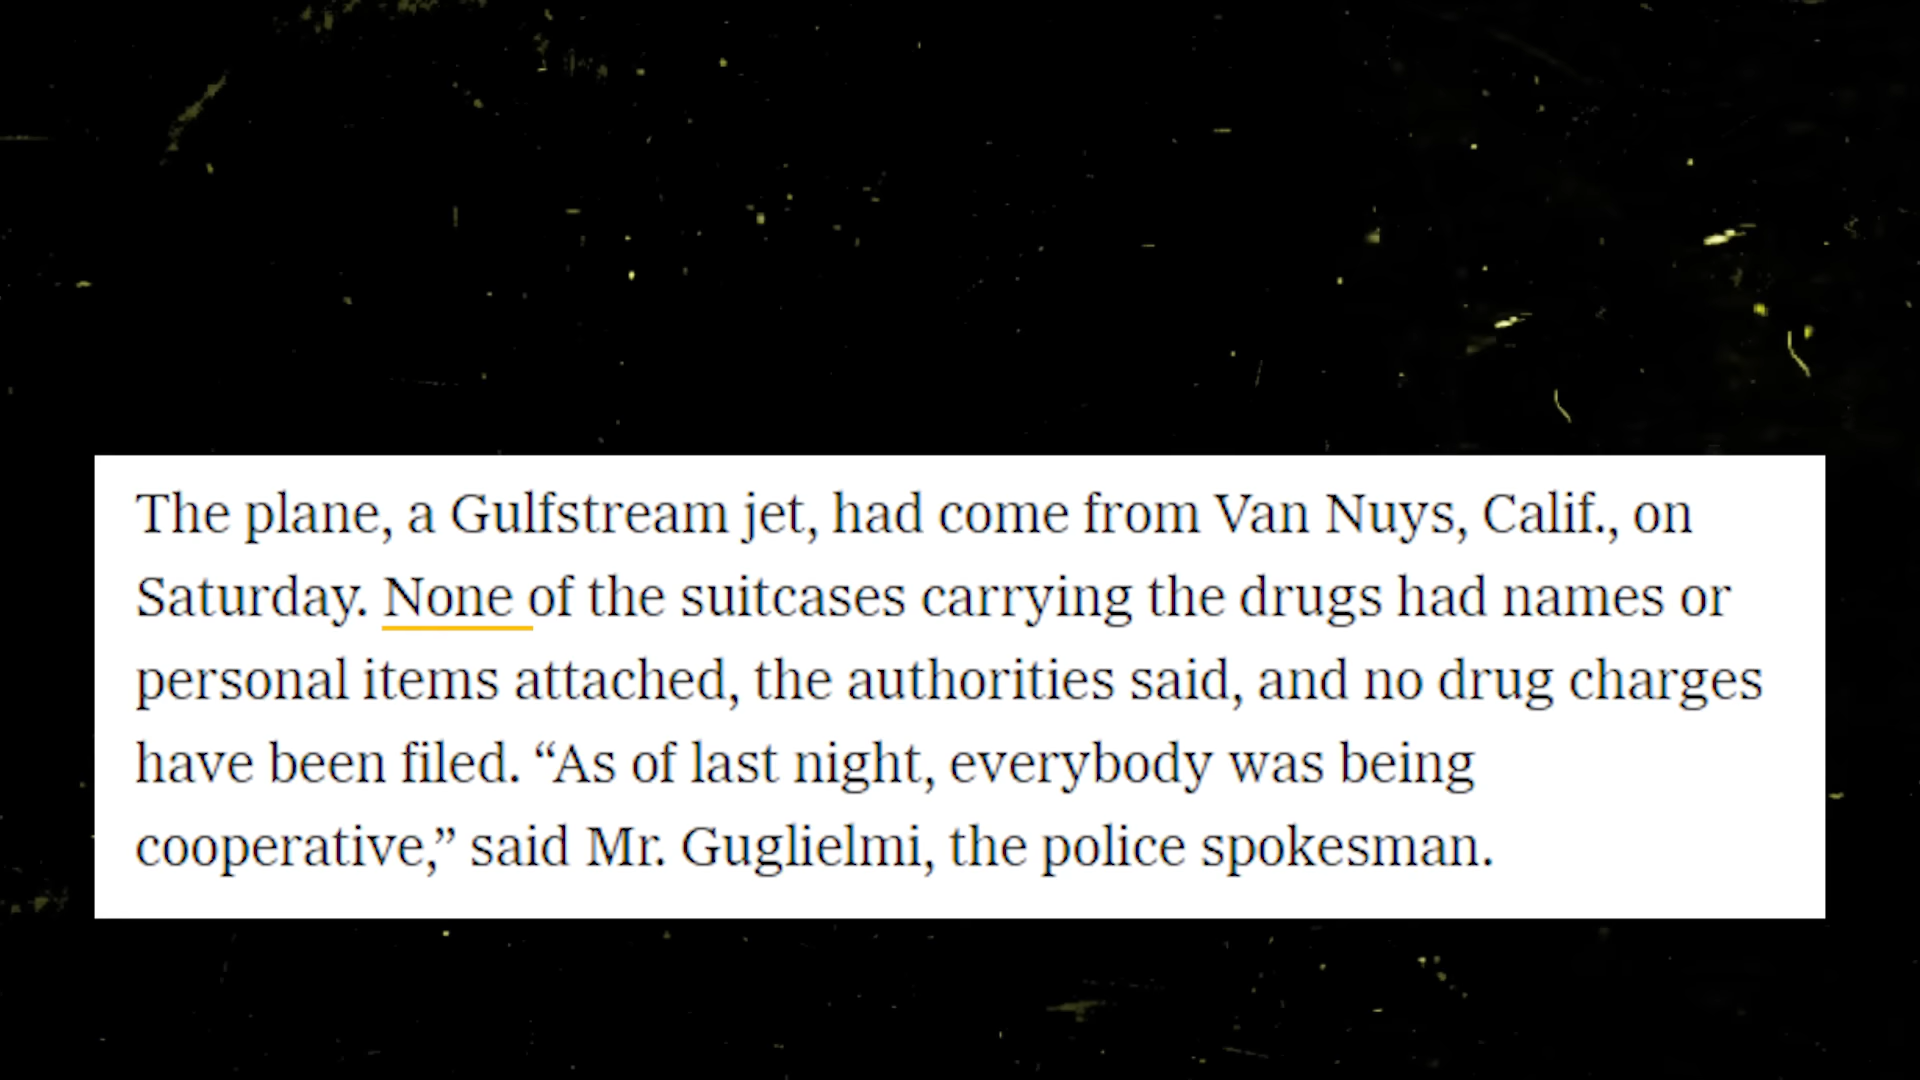 The plane, a Gulfstream jet, had come from Van Nuys, Calif., on
Saturday. None of the suitcases carrying the drugs had names or
personal items attached, the authorities said, and no drug charges
have been filed. “As of last night, everybody was being
cooperative,” said Mr. Guglielmi, the police spokesman.